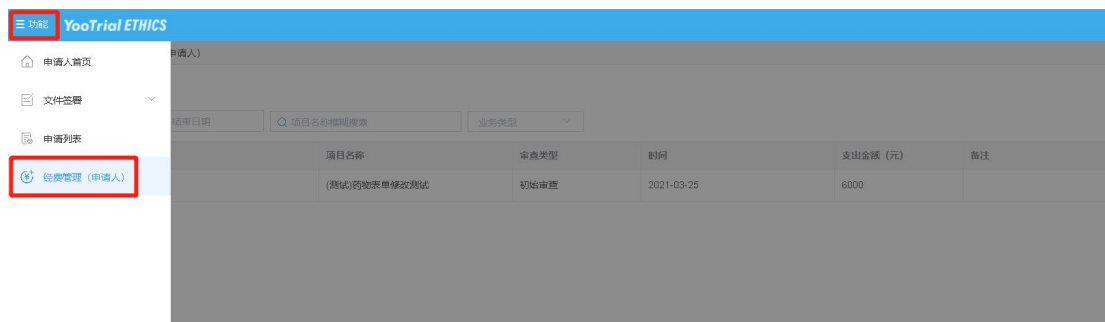 功能 YooTrial ETHICS
申请人首页
申请人)
文件签署
结束日期
项目名称模糊搜索
业务类型
申请列表
项目名称 审查类型 时间 支出金额（元） 备注
经费管理（申请人）
(测试)药物表单修改测试 初始审查 2021-03-25 6000